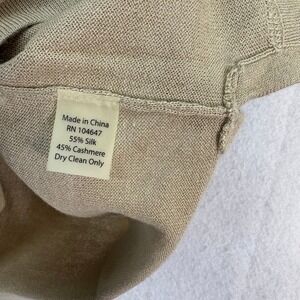 Made in China
RN 104647
55% Silk
45% Cashmere
Dry Clean Only